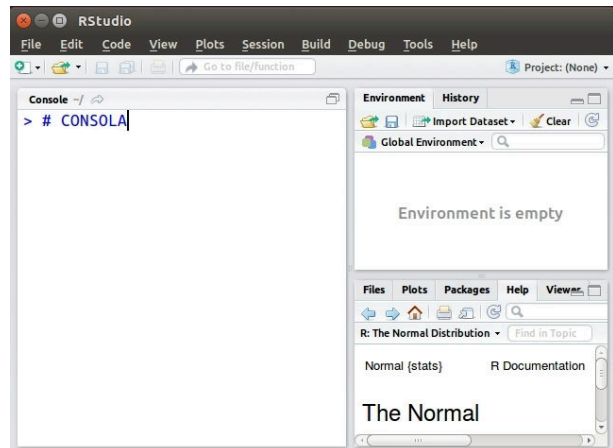 RStudio
File Edit Code View Plots Session Build Debug Tools Help
Go to file/function Project: (None)
Console ~/
> # CONSOLA
Environment History
Import Dataset Clear
Global Environment
Environment is empty
Files Plots Packages Help Viewer
R: The Normal Distribution Find in Topic
Normal {stats} R Documentation
The Normal